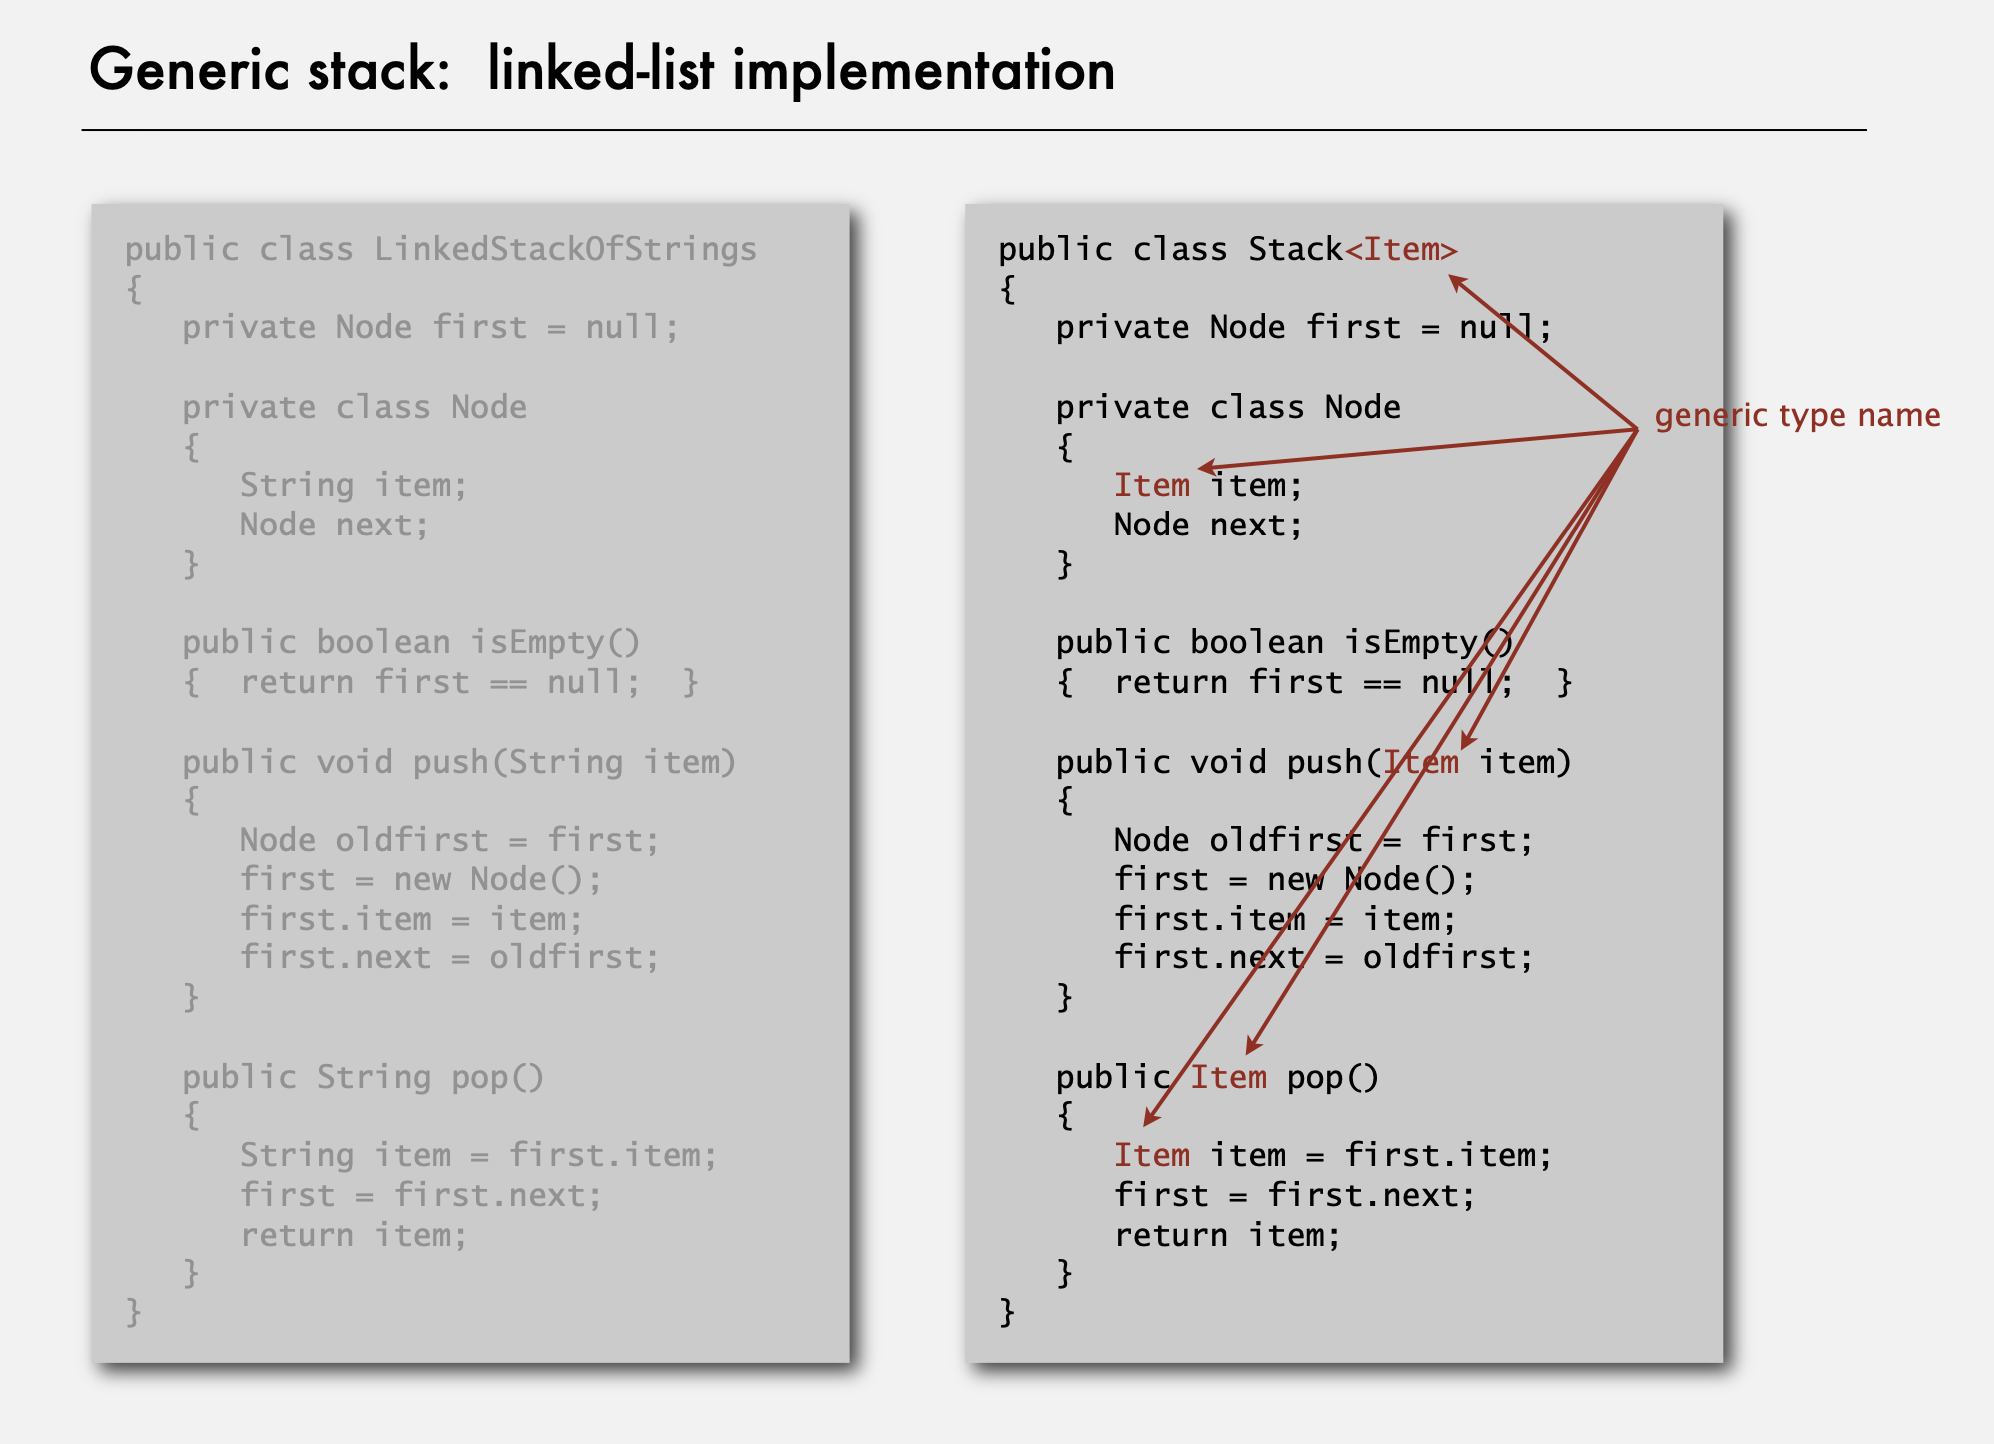 Generic stack:  linked-list implementation
public class LinkedStackOfStrings
{
   private Node first = null;

   private class Node
   {
      String item;
      Node next;
   }

   public boolean isEmpty()
   {  return first == null;  }

   public void push(String item)
   {
      Node oldfirst = first;
      first = new Node();
      first.item = item;
      first.next = oldfirst;
   }

   public String pop()
   {
      String item = first.item;
      first = first.next;
      return item;
   }
}
public class Stack<Item>
{
   private Node first = null;

   private class Node
   {
      Item item;
      Node next;
   }

   public boolean isEmpty()
   {  return first == null;  }

   public void push(Item item)
   {
      Node oldfirst = first;
      first = new Node();
      first.item = item;
      first.next = oldfirst;
   }

   public Item pop()
   {
      Item item = first.item;
      first = first.next;
      return item;
   }
}
generic type name